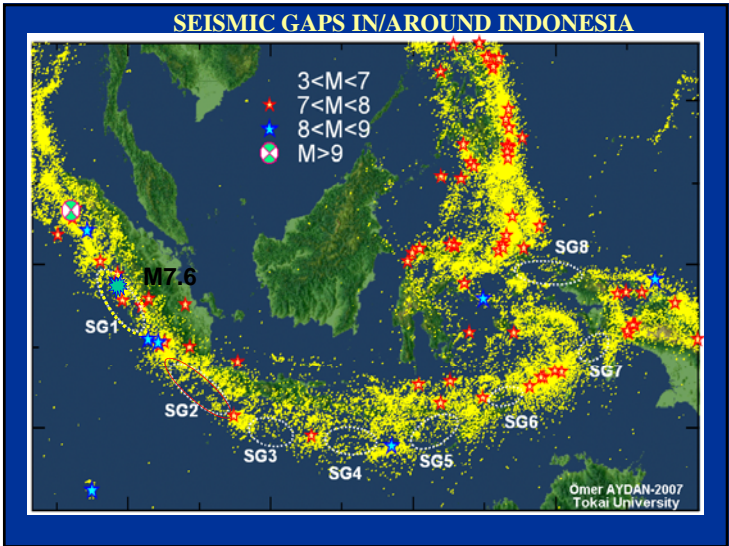 SEISMIC GAPS IN/AROUND INDONESIA
3<M<7
7<M<8
8<M<9
M>9
M7.6
SG8
SG1
SG7
SG2
SG6
SG3
SG4
SG5
Ömer AYDAN-2007
Tokai University